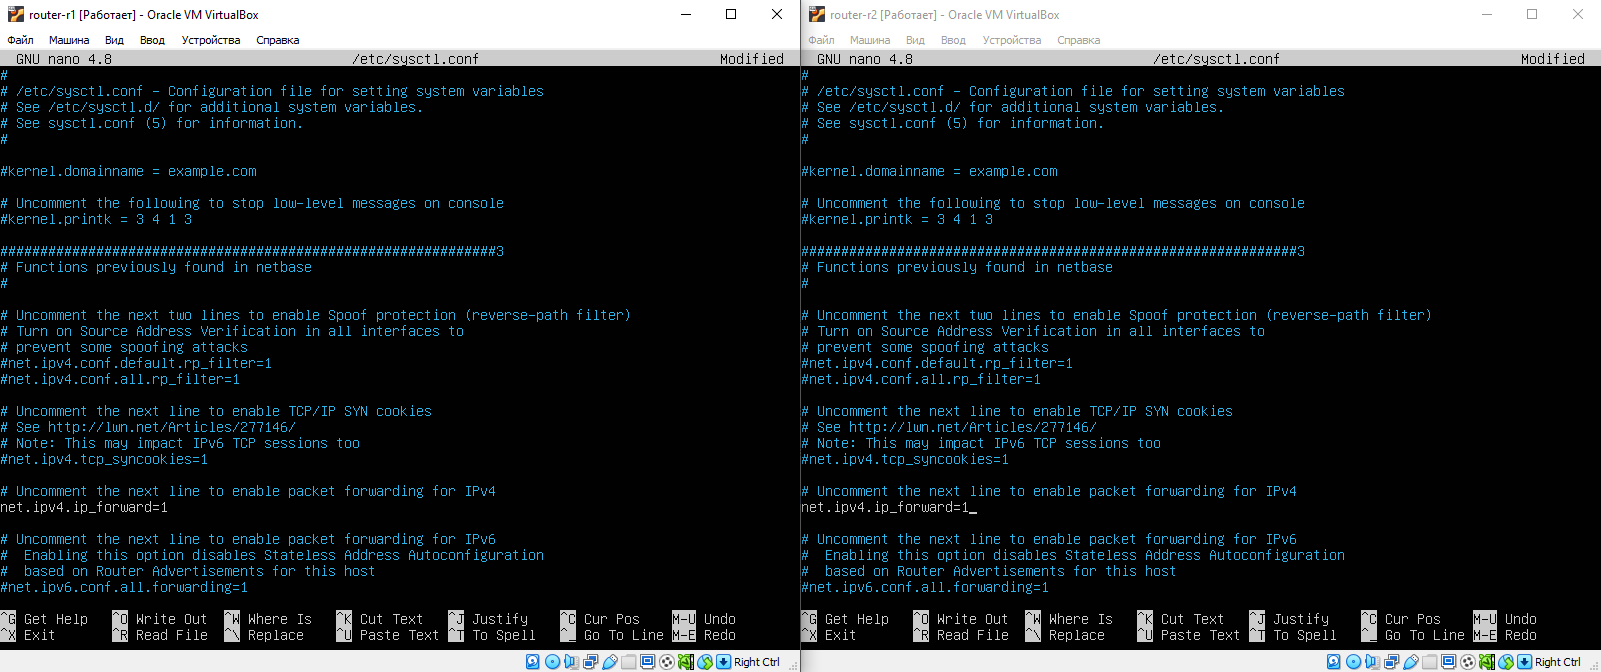 router-r1 [Работает] - Oracle VM VirtualBox
Файл Машина Вид Ввод Устройства Справка
GNU nano 4.8 /etc/sysctl.conf Modified
#
# /etc/sysctl.conf - Configuration file for setting system variables
# See /etc/sysctl.d/ for additional system variables.
# See sysctl.conf (5) for information.
#
#kernel.domainname = example.com
# Uncomment the following to stop low-level messages on console
#kernel.printk = 3 4 1 3
##############################################################3
# Functions previously found in netbase
#
# Uncomment the next two lines to enable Spoof protection (reverse-path filter)
# Turn on Source Address Verification in all interfaces to
# prevent some spoofing attacks
#net.ipv4.conf.default.rp_filter=1
#net.ipv4.conf.all.rp_filter=1
# Uncomment the next line to enable TCP/IP SYN cookies
# See http://lwn.net/Articles/277146/
# Note: This may impact IPv6 TCP sessions too
#net.ipv4.tcp_syncookies=1
# Uncomment the next line to enable packet forwarding for IPv4
net.ipv4.ip_forward=1
# Uncomment the next line to enable packet forwarding for IPv6
#  Enabling this option disables Stateless Address Autoconfiguration
#  based on Router Advertisements for this host
#net.ipv6.conf.all.forwarding=1
^G Get Help ^O Write Out ^W Where Is ^K Cut Text ^J Justify ^C Cur Pos M-U Undo
^X Exit ^R Read File ^\ Replace ^U Paste Text ^T To Spell ^_ Go To Line M-E Redo
Right Ctrl
router-r2 [Работает] - Oracle VM VirtualBox
Файл Машина Вид Ввод Устройства Справка
GNU nano 4.8 /etc/sysctl.conf Modified
#
# /etc/sysctl.conf - Configuration file for setting system variables
# See /etc/sysctl.d/ for additional system variables.
# See sysctl.conf (5) for information.
#
#kernel.domainname = example.com
# Uncomment the following to stop low-level messages on console
#kernel.printk = 3 4 1 3
##############################################################3
# Functions previously found in netbase
#
# Uncomment the next two lines to enable Spoof protection (reverse-path filter)
# Turn on Source Address Verification in all interfaces to
# prevent some spoofing attacks
#net.ipv4.conf.default.rp_filter=1
#net.ipv4.conf.all.rp_filter=1
# Uncomment the next line to enable TCP/IP SYN cookies
# See http://lwn.net/Articles/277146/
# Note: This may impact IPv6 TCP sessions too
#net.ipv4.tcp_syncookies=1
# Uncomment the next line to enable packet forwarding for IPv4
net.ipv4.ip_forward=1
# Uncomment the next line to enable packet forwarding for IPv6
#  Enabling this option disables Stateless Address Autoconfiguration
#  based on Router Advertisements for this host
#net.ipv6.conf.all.forwarding=1
^G Get Help ^O Write Out ^W Where Is ^K Cut Text ^J Justify ^C Cur Pos M-U Undo
^X Exit ^R Read File ^\ Replace ^U Paste Text ^T To Spell ^_ Go To Line M-E Redo
Right Ctrl